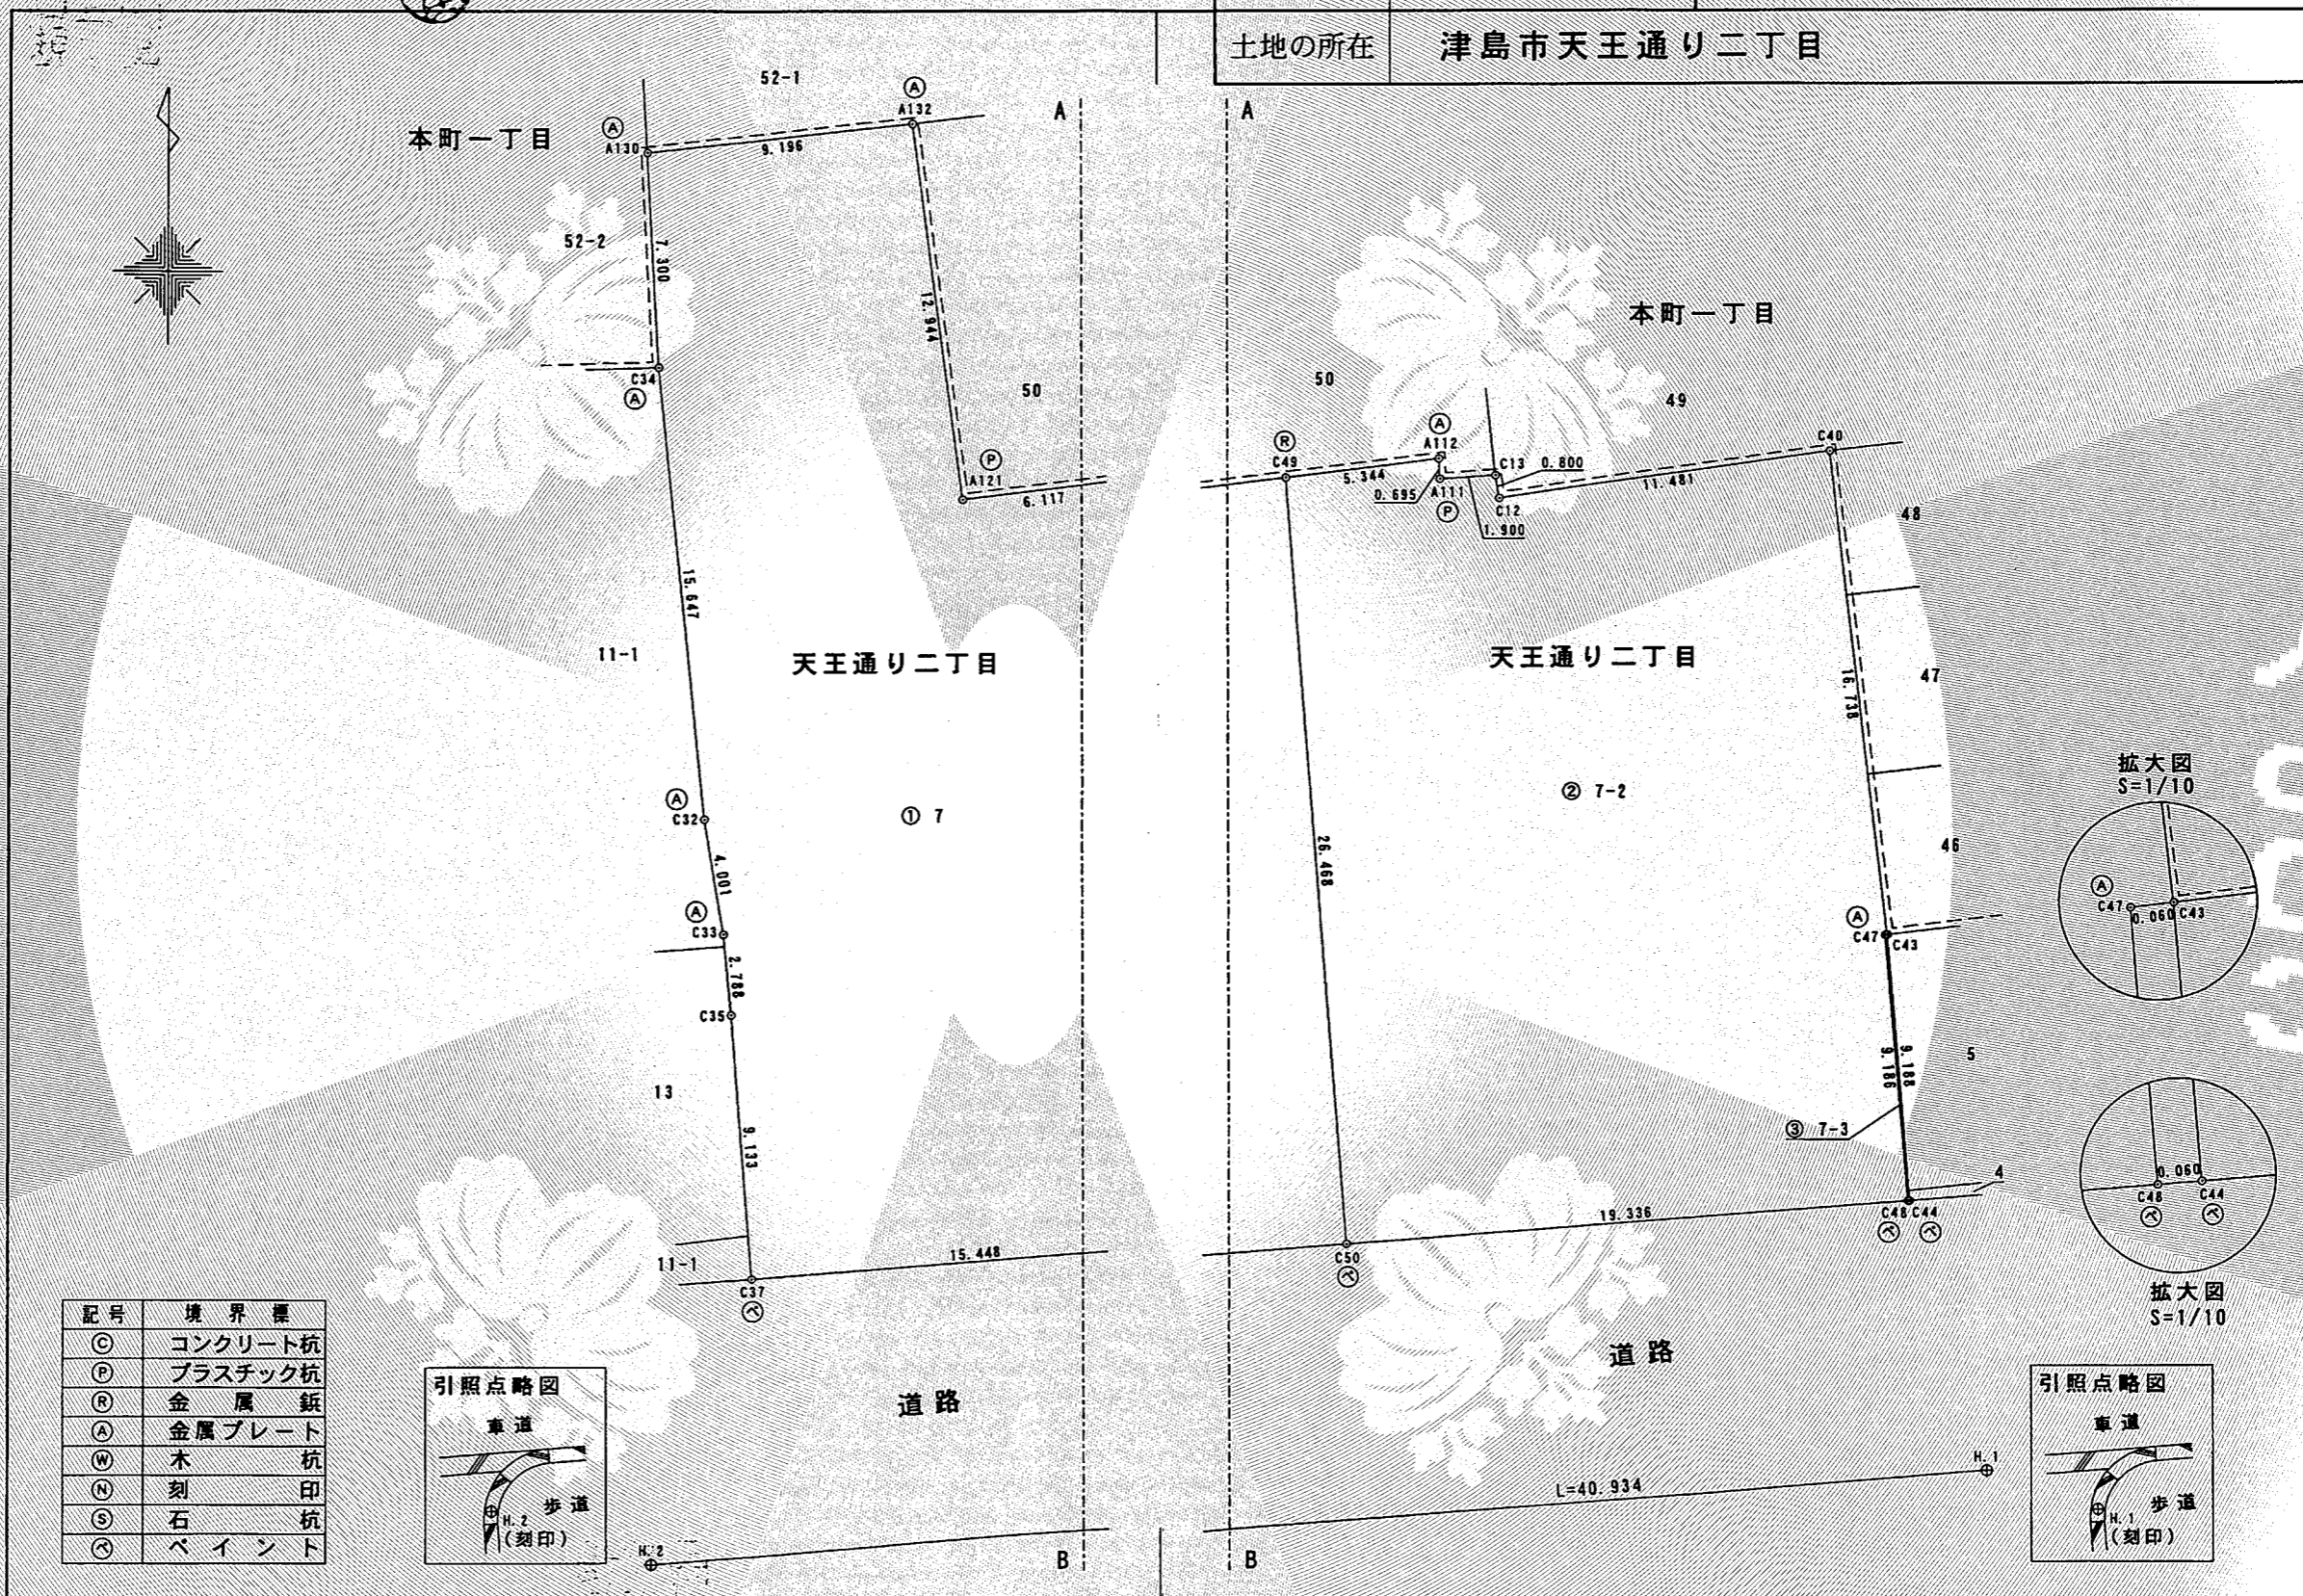 土地の所在 津島市天王通り二丁目
52-1
Ⓐ
A132
A
A
本町一丁目
Ⓐ
A130
9.196
52-2
7.300
12.944
C34
Ⓐ
50
Ⓟ
A121
6.117
15.647
11-1
天王通り二丁目
① 7
Ⓐ
C32
4.001
Ⓐ
C33
2.788
C35
13
9.133
11-1
C37
㋬
15.448
道路
H.2
B
本町一丁目
50
49
Ⓡ
C49
5.344
Ⓐ
A112
0.695
A111
Ⓟ
C13
0.800
1.900
C12
11.481
C40
48
天王通り二丁目
16.738
47
② 7-2
46
26.468
Ⓐ
C47
C43
9.186
9.188
5
③ 7-3
4
19.336
C48
C44
㋬
㋬
C50
㋬
道路
L=40.934
H.1
B
拡大図
S=1/10
Ⓐ
C47
0.060
C43
0.060
C48
C44
㋬
㋬
拡大図
S=1/10
記号 境界標
Ⓒ コンクリート杭
Ⓟ プラスチック杭
Ⓡ 金属鋲
Ⓐ 金属プレート
Ⓦ 木杭
Ⓝ 刻印
Ⓢ 石杭
㋬ ペイント
引照点略図
車道
歩道
H.2
(刻印)
引照点略図
車道
歩道
H.1
(刻印)